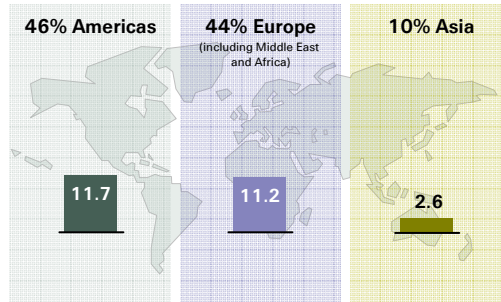 46% Americas
44% Europe
(including Middle East
and Africa)
10% Asia
11.7
11.2
2.6